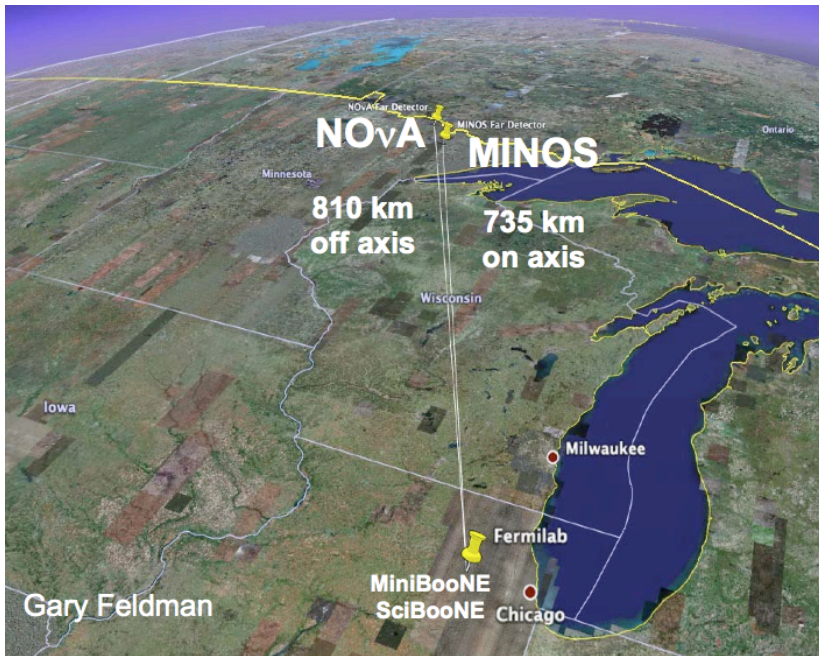 NOvA Far Detector
NOνA
MINOS Far Detector
MINOS
Ontario
Minnesota
810 km
off axis
735 km
on axis
Wisconsin
Iowa
Milwaukee
Fermilab
MiniBooNE
SciBooNE
Chicago
Gary Feldman